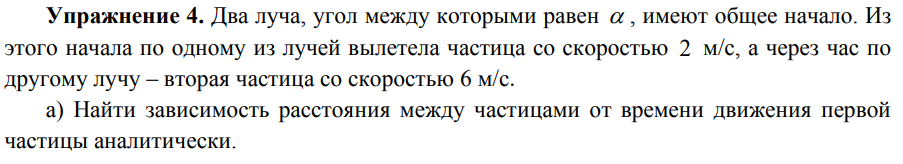 Упражнение 4. Два луча, угол между которыми равен α , имеют общее начало. Из
этого начала по одному из лучей вылетела частица со скоростью 2 м/с, а через час по
другому лучу – вторая частица со скоростью 6 м/с.
а) Найти зависимость расстояния между частицами от времени движения первой
частицы аналитически.